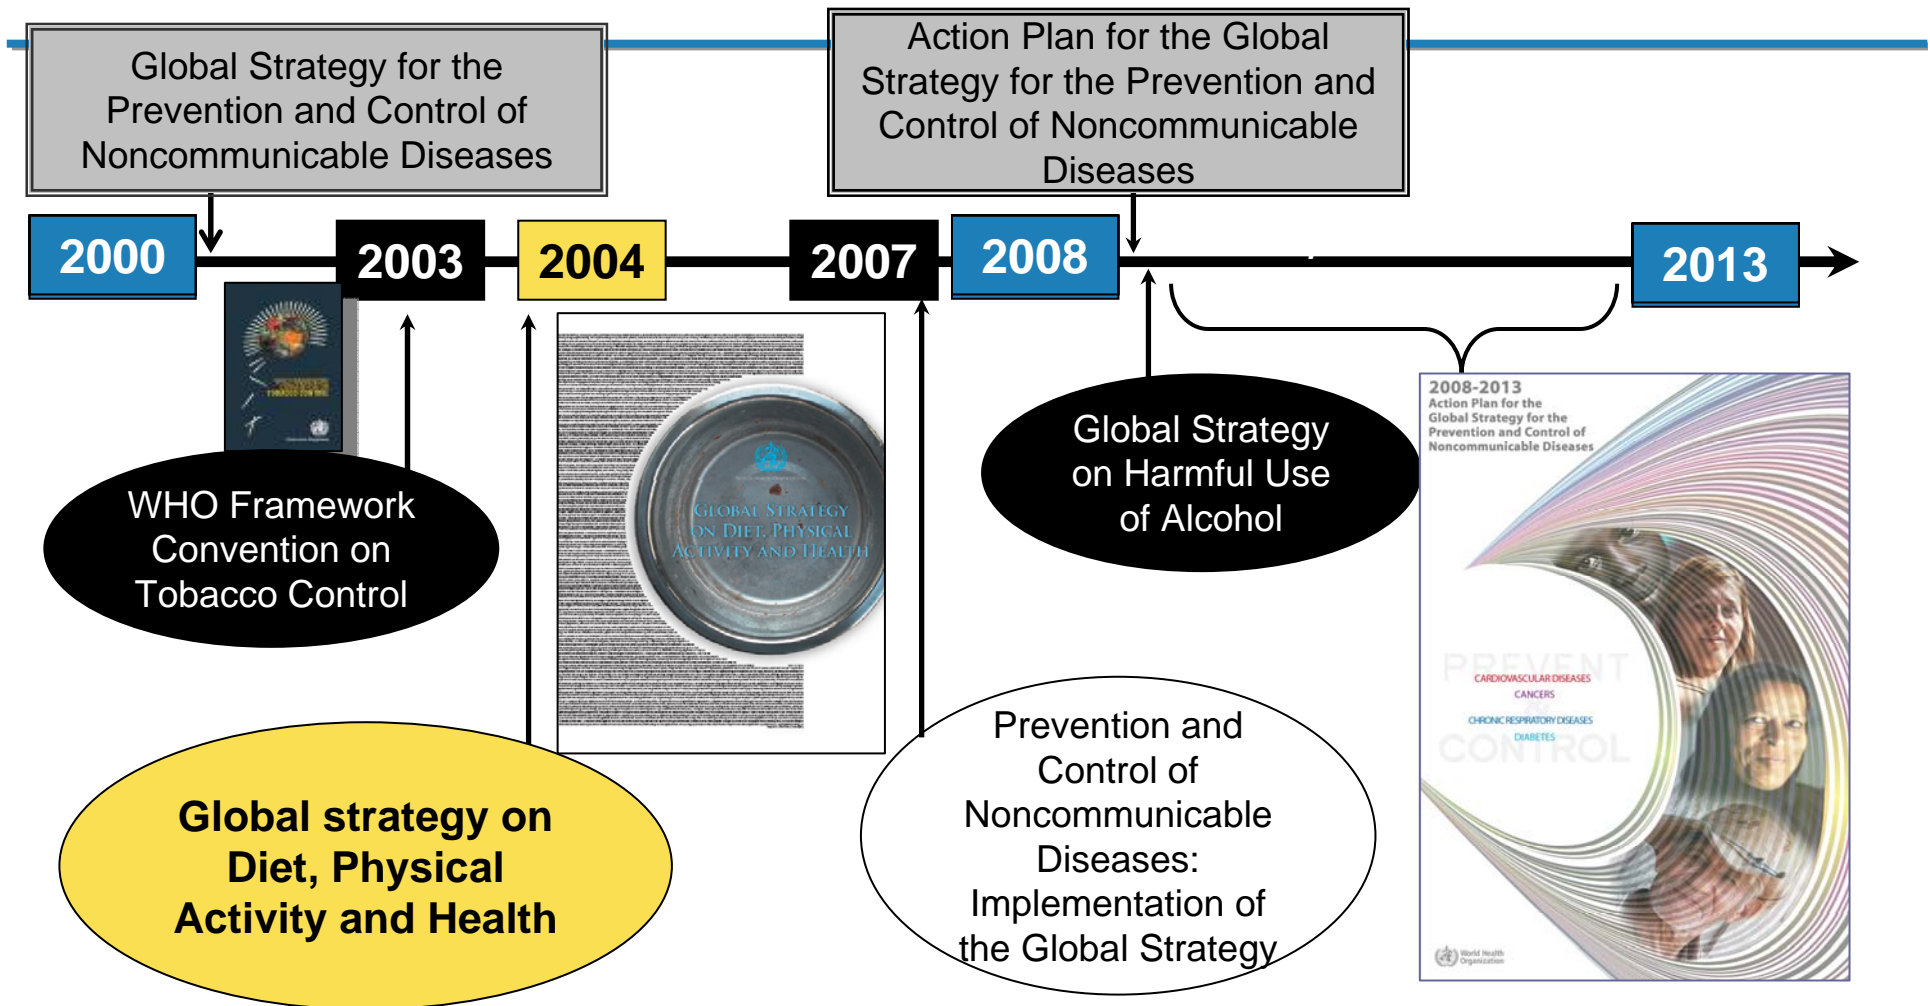 Global Strategy for the
Prevention and Control of
Noncommunicable Diseases
Action Plan for the Global
Strategy for the Prevention and
Control of Noncommunicable
Diseases
2000
2003
2004
2007
2008
2013
WHO Framework
Convention on
Tobacco Control
GLOBAL STRATEGY
ON DIET, PHYSICAL
ACTIVITY AND HEALTH
Global Strategy
on Harmful Use
of Alcohol
2008-2013
Action Plan for the
Global Strategy for the
Prevention and Control of
Noncommunicable Diseases
PREVENT
CARDIOVASCULAR DISEASES
CANCERS
CHRONIC RESPIRATORY DISEASES
DIABETES
CONTROL
World Health
Organization
Global strategy on
Diet, Physical
Activity and Health
Prevention and
Control of
Noncommunicable
Diseases:
Implementation of
the Global Strategy